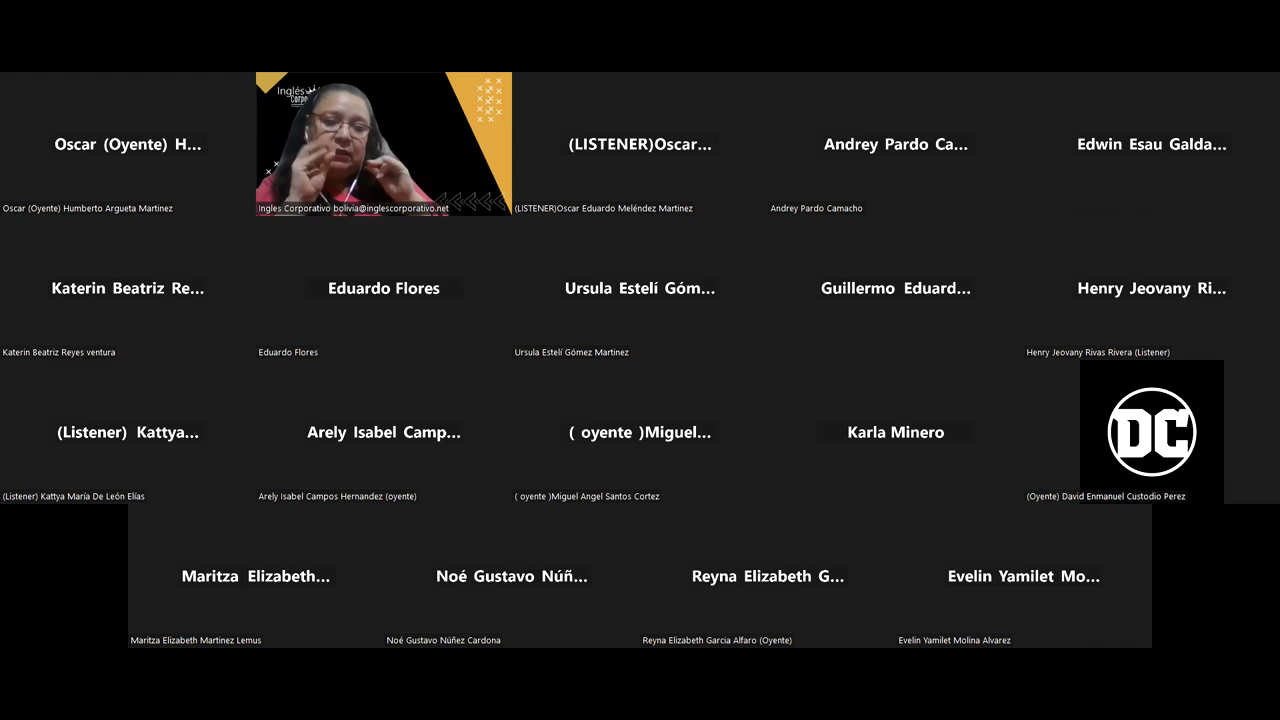 Oscar (Oyente) H...
Oscar (Oyente) Humberto Argueta Martinez
Inglés
Corpo
Ingles Corporativo bolivia@inglescorporativo.net
(LISTENER)Oscar...
(LISTENER)Oscar Eduardo Meléndez Martinez
Andrey Pardo Ca...
Andrey Pardo Camacho
Edwin Esau Galda...
Katerin Beatriz Re...
Katerin Beatriz Reyes ventura
Eduardo Flores
Eduardo Flores
Ursula Estelí Góm...
Ursula Estelí Gómez Martinez
Guillermo Eduard...
Henry Jeovany Ri...
Henry Jeovany Rivas Rivera (Listener)
(Listener) Kattya...
(Listener) Kattya María De León Elías
Arely Isabel Camp...
Arely Isabel Campos Hernandez (oyente)
( oyente )Miguel...
( oyente )Miguel Angel Santos Cortez
Karla Minero
DC
(Oyente) David Enmanuel Custodio Perez
Maritza Elizabeth...
Maritza Elizabeth Martinez Lemus
Noé Gustavo Núñ...
Noé Gustavo Núñez Cardona
Reyna Elizabeth G...
Reyna Elizabeth Garcia Alfaro (Oyente)
Evelin Yamilet Mo...
Evelin Yamilet Molina Alvarez